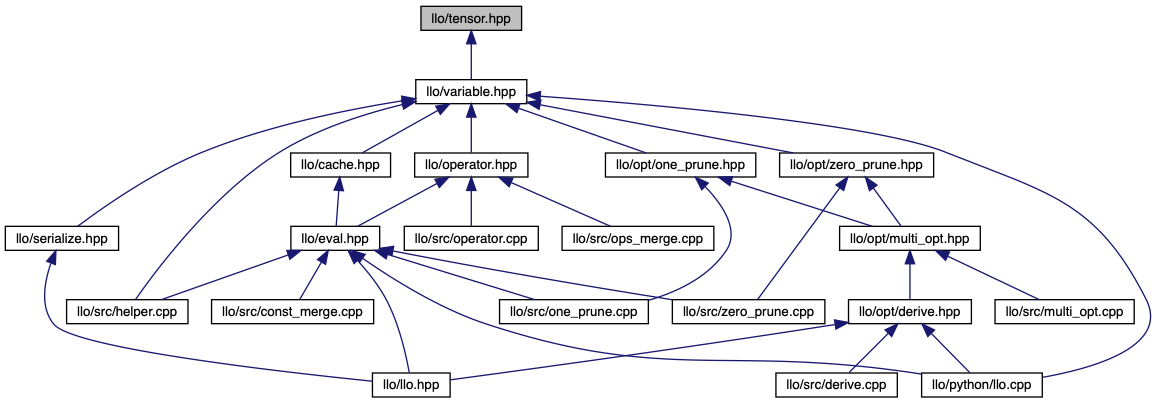 llo/tensor.hpp
llo/variable.hpp
llo/cache.hpp
llo/operator.hpp
llo/opt/one_prune.hpp
llo/opt/zero_prune.hpp
llo/serialize.hpp
llo/eval.hpp
llo/src/operator.cpp
llo/src/ops_merge.cpp
llo/opt/multi_opt.hpp
llo/src/helper.cpp
llo/src/const_merge.cpp
llo/src/one_prune.cpp
llo/src/zero_prune.cpp
llo/opt/derive.hpp
llo/src/multi_opt.cpp
llo/llo.hpp
llo/src/derive.cpp
llo/python/llo.cpp